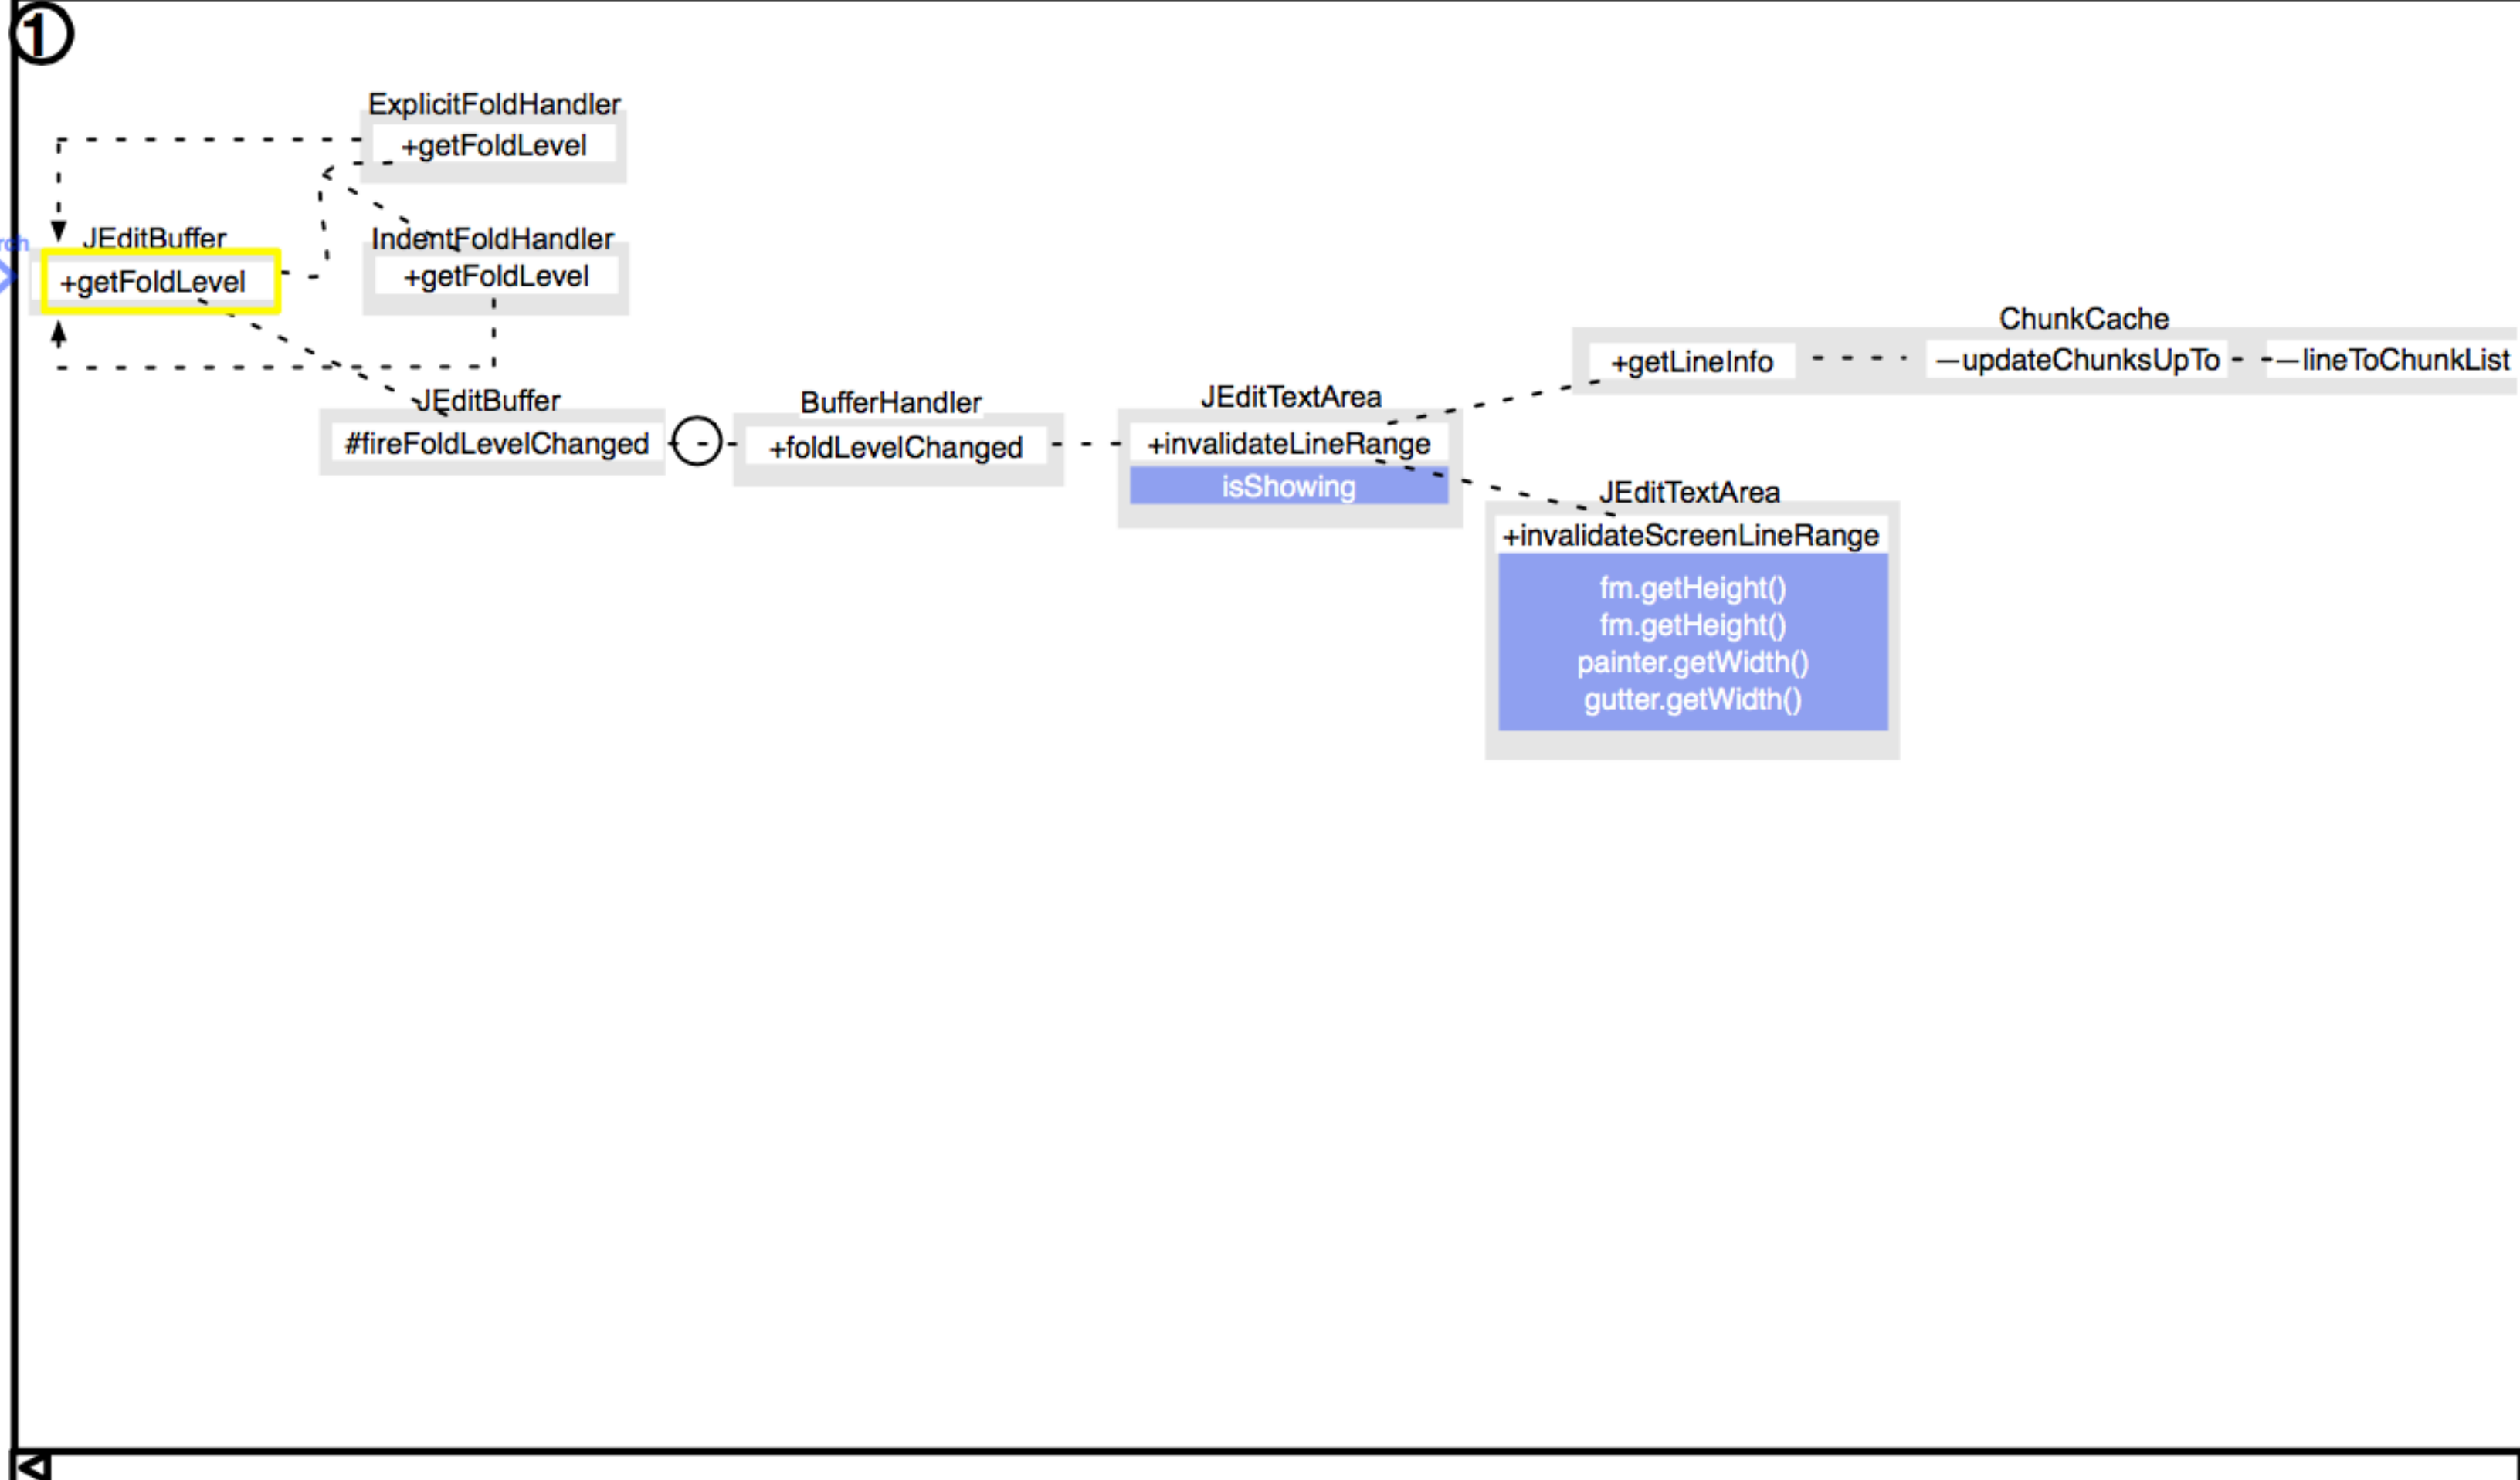 1
ExplicitFoldHandler
+getFoldLevel
JEditBuffer
+getFoldLevel
IndentFoldHandler
+getFoldLevel
JEditBuffer
#fireFoldLevelChanged
BufferHandler
+foldLevelChanged
JEditTextArea
+invalidateLineRange
isShowing
ChunkCache
+getLineInfo
—updateChunksUpTo
—lineToChunkList
JEditTextArea
+invalidateScreenLineRange
fm.getHeight()
fm.getHeight()
painter.getWidth()
gutter.getWidth()